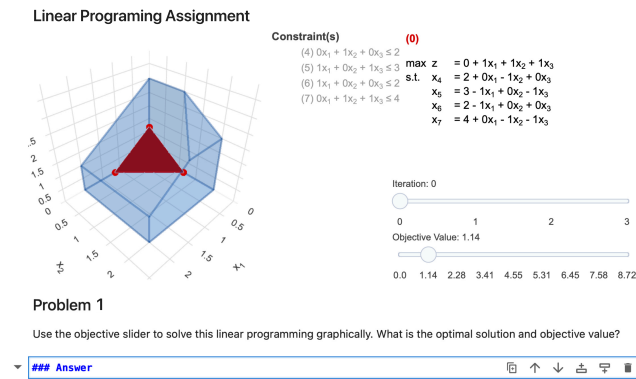 Linear Programing Assignment
Constraint(s)
(4) 0x₁ + 1x₂ + 0x₃ ≤ 2
(5) 1x₁ + 0x₂ + 1x₃ ≤ 3
(6) 1x₁ + 0x₂ + 0x₃ ≤ 2
(7) 0x₁ + 1x₂ + 1x₃ ≤ 4
(0)
max z = 0 + 1x₁ + 1x₂ + 1x₃
s.t. x₄ = 2 + 0x₁ - 1x₂ + 0x₃
x₅ = 3 - 1x₁ + 0x₂ - 1x₃
x₆ = 2 - 1x₁ + 0x₂ + 0x₃
x₇ = 4 + 0x₁ - 1x₂ - 1x₃
.5
2
1.5
1
0.5
0
0.5
1
1.5
2
x₂
0
0.5
1
1.5
2
x₁
Iteration: 0
0 1 2 3
Objective Value: 1.14
0.0 1.14 2.28 3.41 4.55 5.31 6.45 7.58 8.72
Problem 1
Use the objective slider to solve this linear programming graphically. What is the optimal solution and objective value?
### Answer